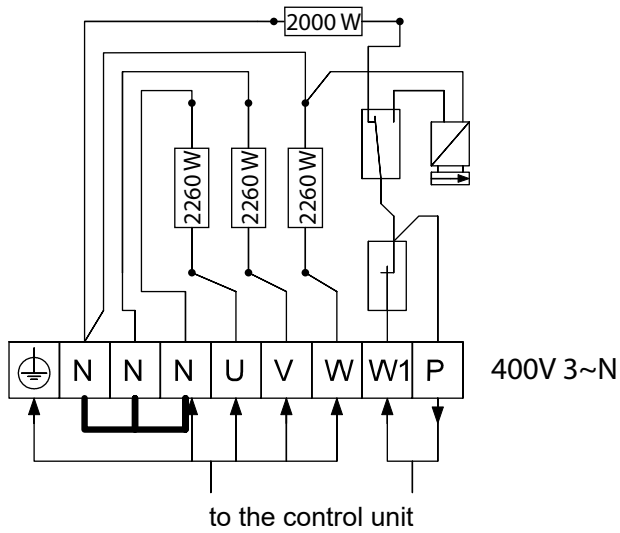 2000 W
2260 W
2260 W
2260 W
N N N U V W W1 P
400V 3~N
to the control unit